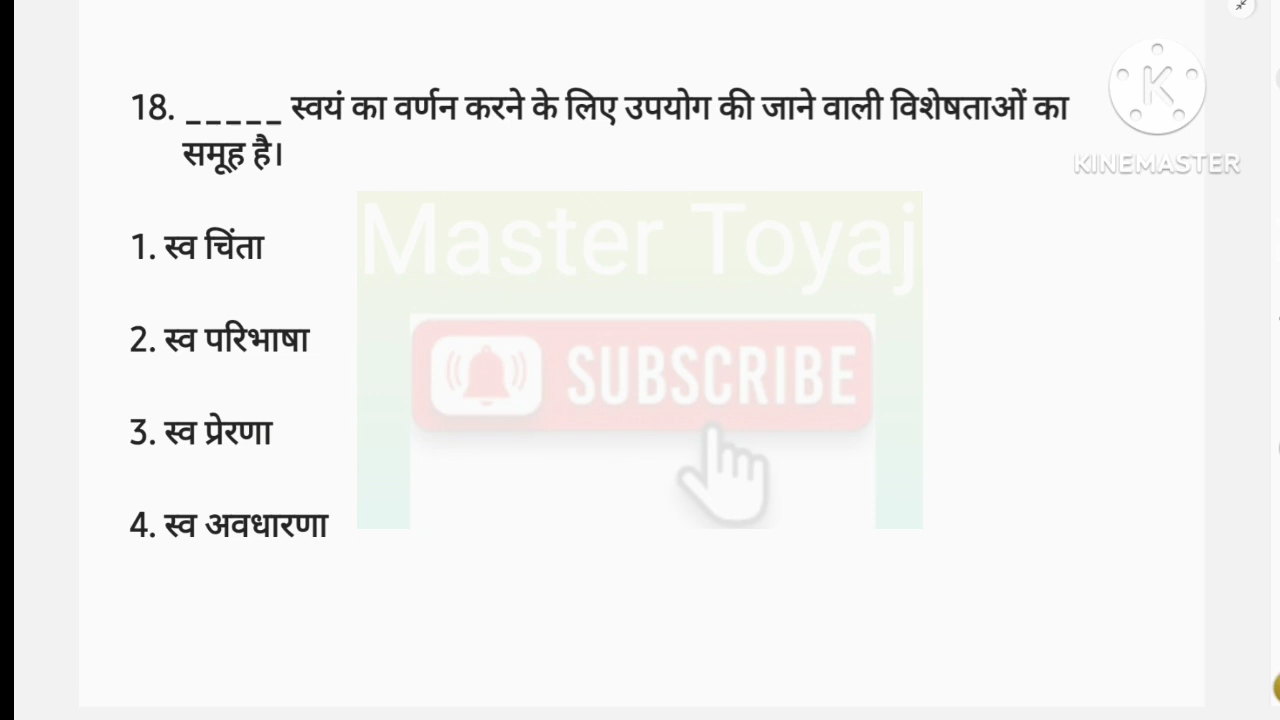 18. _____ स्वयं का वर्णन करने के लिए उपयोग की जाने वाली विशेषताओं का
समूह है।
K
KINEMASTER
Master Toyaj
1. स्व चिंता
2. स्व परिभाषा
SUBSCRIBE
3. स्व प्रेरणा
4. स्व अवधारणा